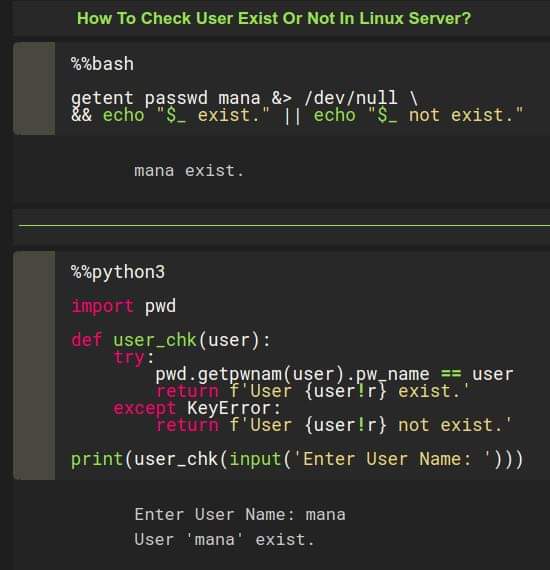 How To Check User Exist Or Not In Linux Server?
%%bash
getent passwd mana &> /dev/null \
&& echo "$_ exist." || echo "$_ not exist."
mana exist.
%%python3
import pwd
def user_chk(user):
    try:
        pwd.getpwnam(user).pw_name == user
        return f'User {user!r} exist.'
    except KeyError:
        return f'User {user!r} not exist.'
print(user_chk(input('Enter User Name: ')))
Enter User Name: mana
User 'mana' exist.